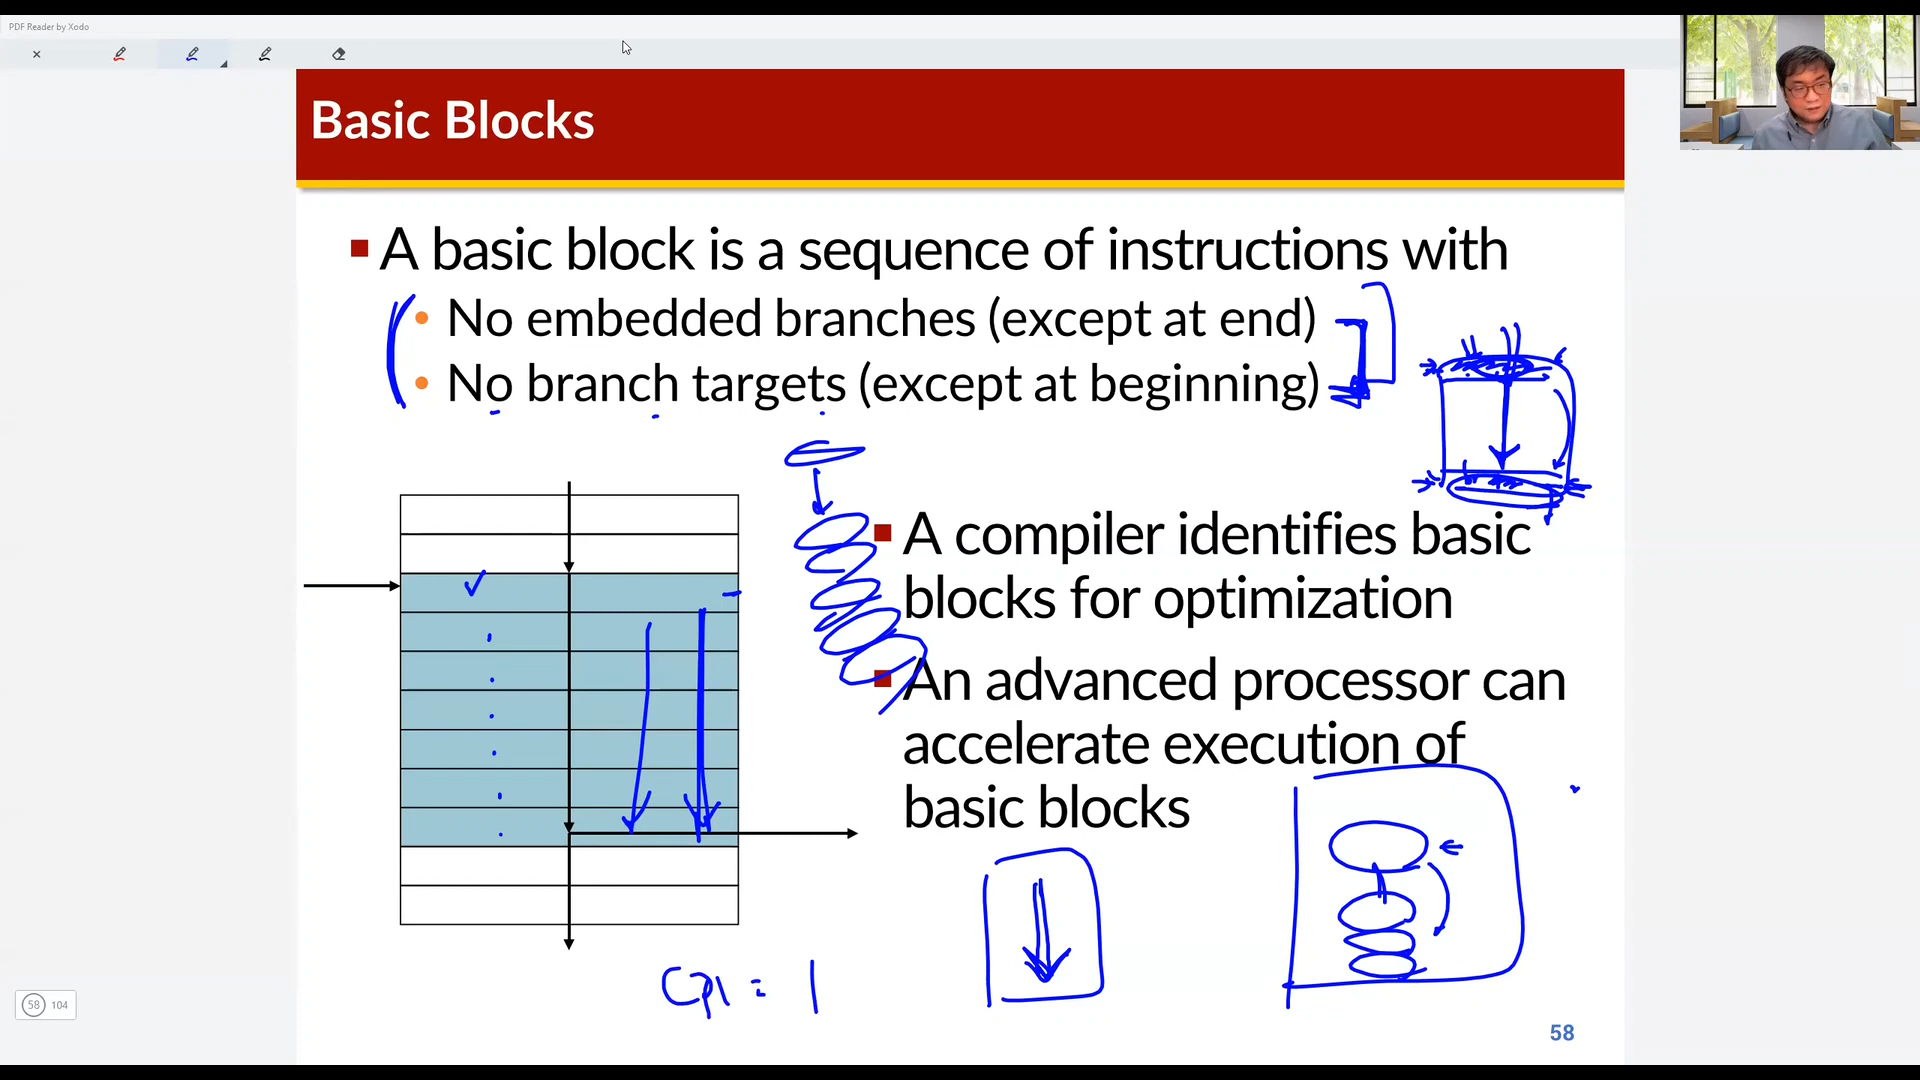 PDF Reader by Xodo
Basic Blocks
A basic block is a sequence of instructions with
No embedded branches (except at end)
No branch targets (except at beginning)
A compiler identifies basic
blocks for optimization
An advanced processor can
accelerate execution of
basic blocks
CPI = 1
58 104
58